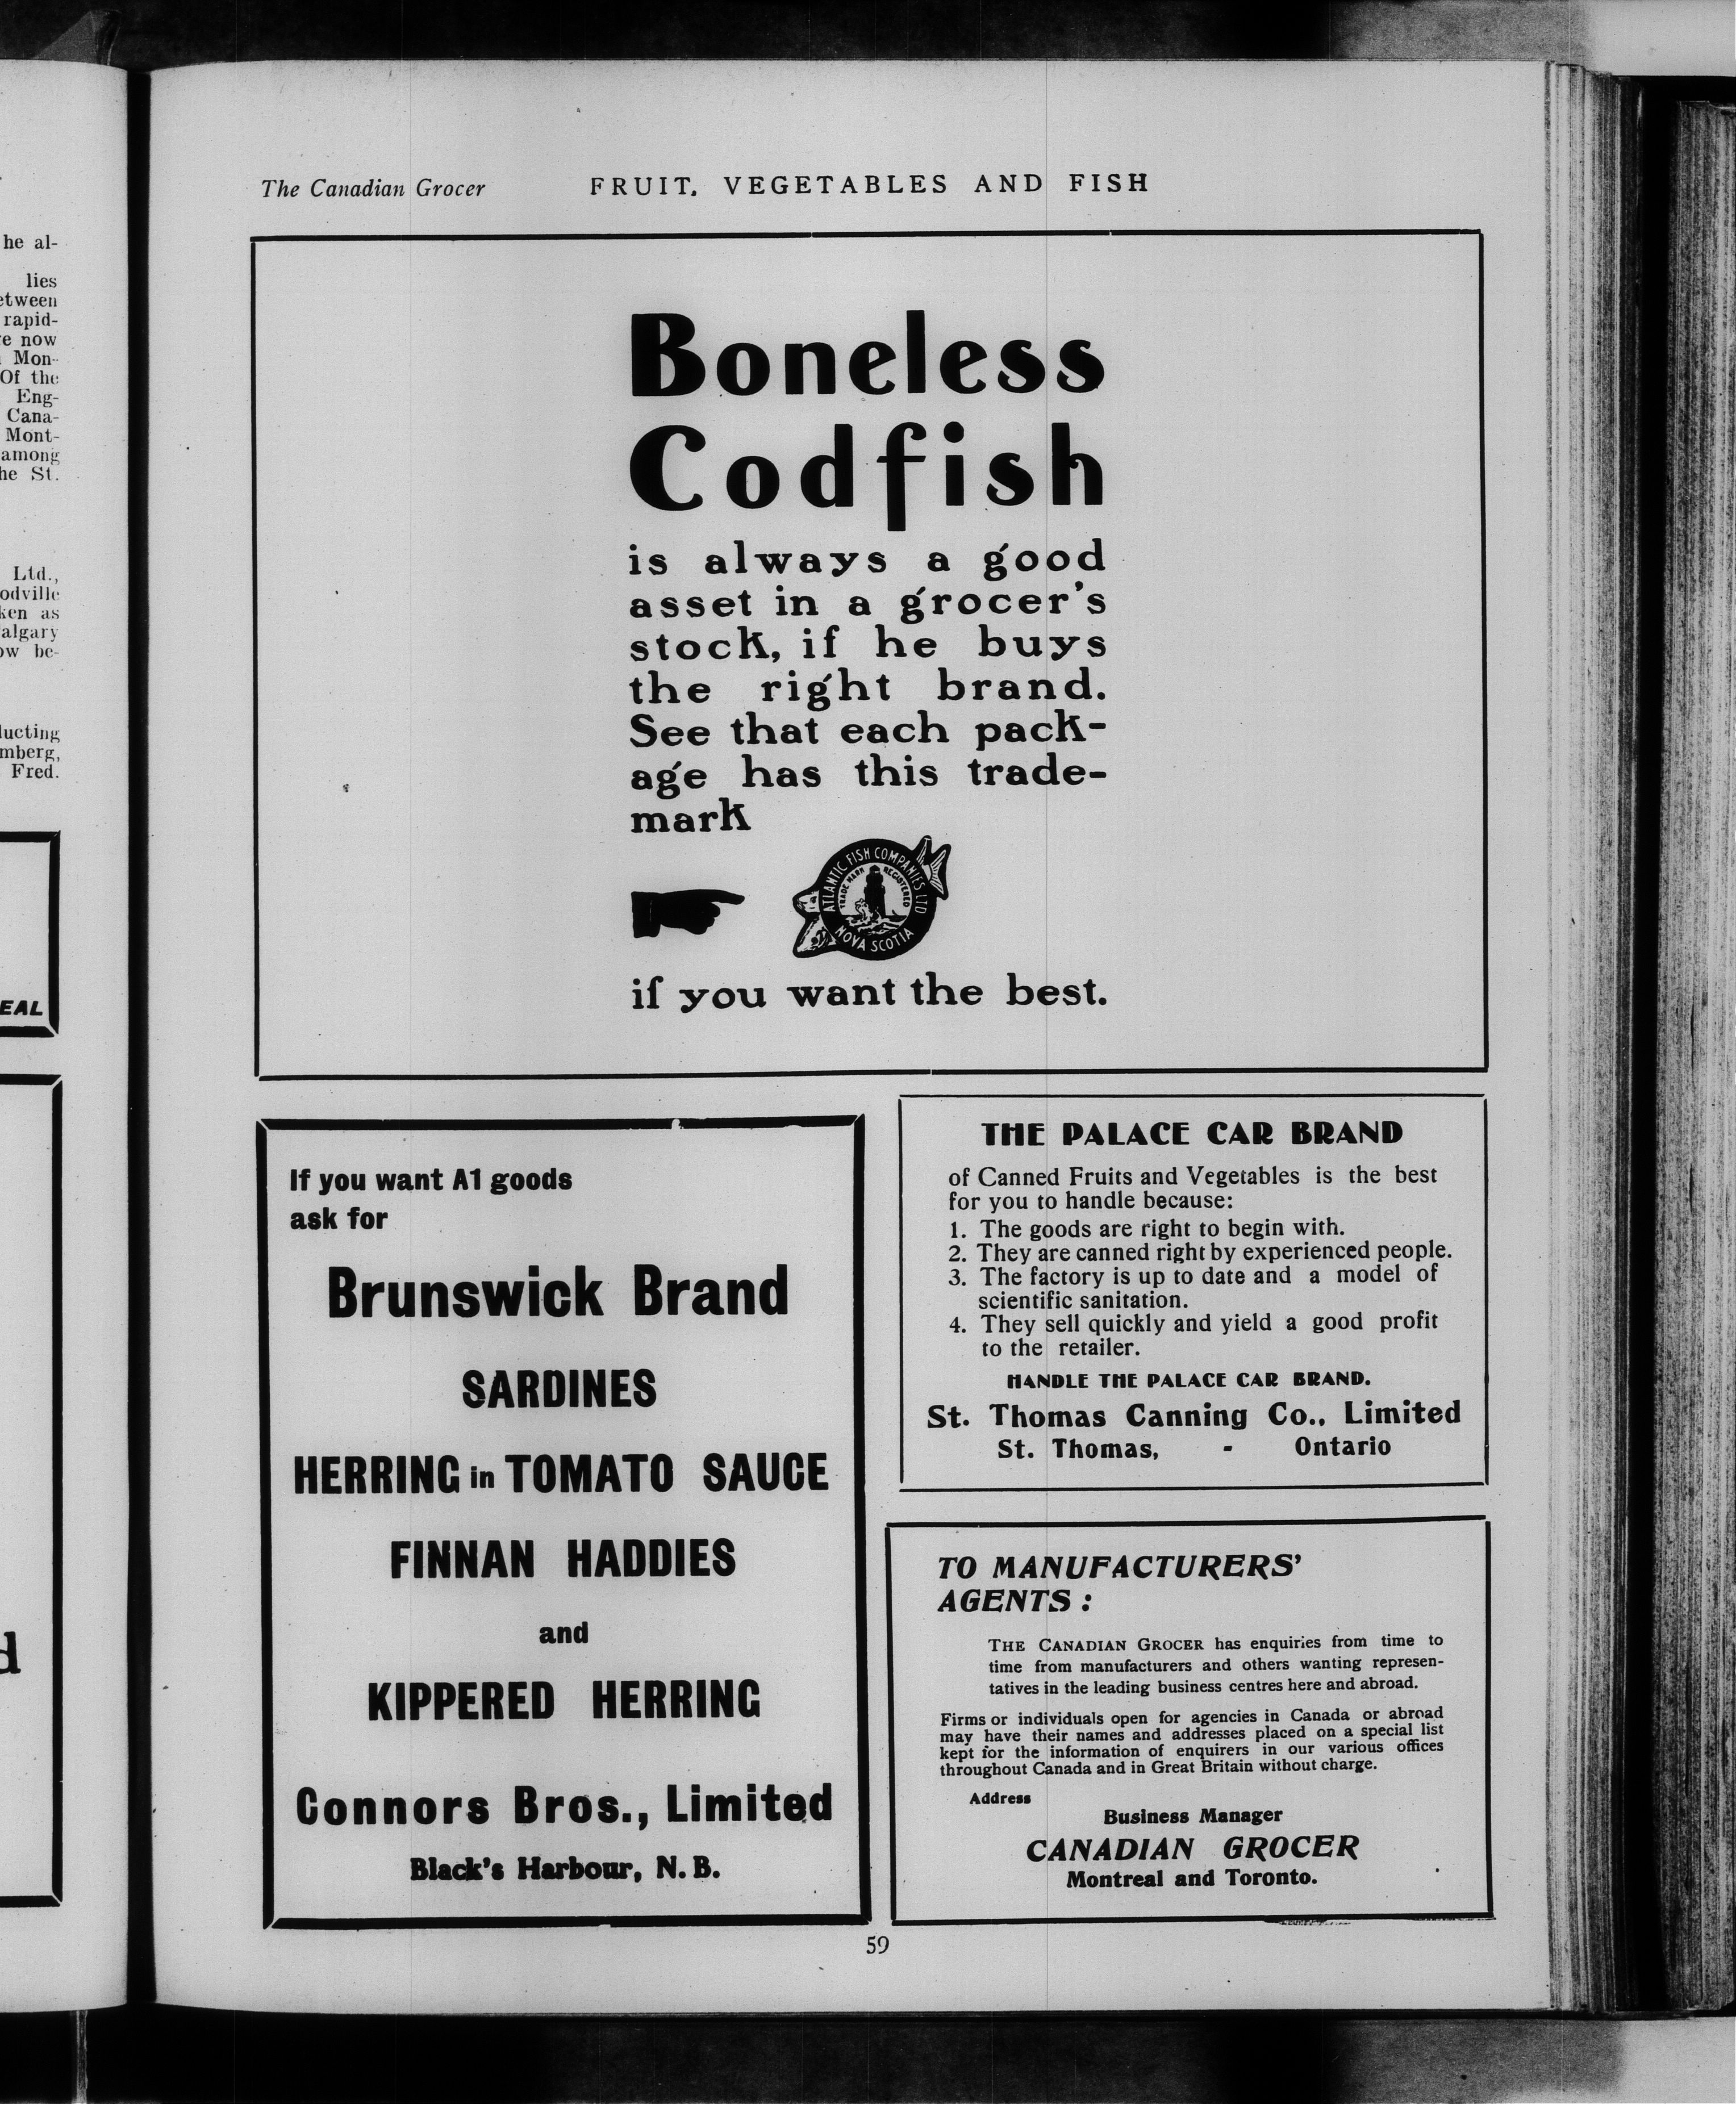 he al-
lies
etween
rapid-
e now
Mon-
Of the
Eng-
Cana-
Mont-
among
he St.
Ltd.,
odville
ken as
algary
ow be-
ducting
mberg,
Fred.
EAL
d
The Canadian Grocer FRUIT, VEGETABLES AND FISH
Boneless
Codfish
is always a good
asset in a grocer's
stock, if he buys
the right brand.
See that each pack-
age has this trade-
mark
ATLANTIC FISH COMPANIES LTD
TRADE MARK REGISTERED
NOVA SCOTIA
if you want the best.
If you want A1 goods
ask for
Brunswick Brand
SARDINES
HERRING in TOMATO SAUCE
FINNAN HADDIES
and
KIPPERED HERRING
Connors Bros., Limited
Black's Harbour, N. B.
THE PALACE CAR BRAND
of Canned Fruits and Vegetables is the best
for you to handle because:
1. The goods are right to begin with.
2. They are canned right by experienced people.
3. The factory is up to date and a model of
scientific sanitation.
4. They sell quickly and yield a good profit
to the retailer.
HANDLE THE PALACE CAR BRAND.
St. Thomas Canning Co., Limited
St. Thomas, - Ontario
TO MANUFACTURERS'
AGENTS :
THE CANADIAN GROCER has enquiries from time to
time from manufacturers and others wanting represen-
tatives in the leading business centres here and abroad.
Firms or individuals open for agencies in Canada or abroad
may have their names and addresses placed on a special list
kept for the information of enquirers in our various offices
throughout Canada and in Great Britain without charge.
Address
Business Manager
CANADIAN GROCER
Montreal and Toronto.
59